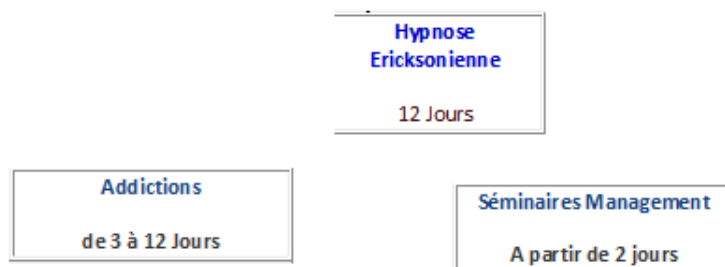 Hypnose
Ericksonienne
12 Jours
Addictions
de 3 à 12 Jours
Séminaires Management
A partir de 2 jours